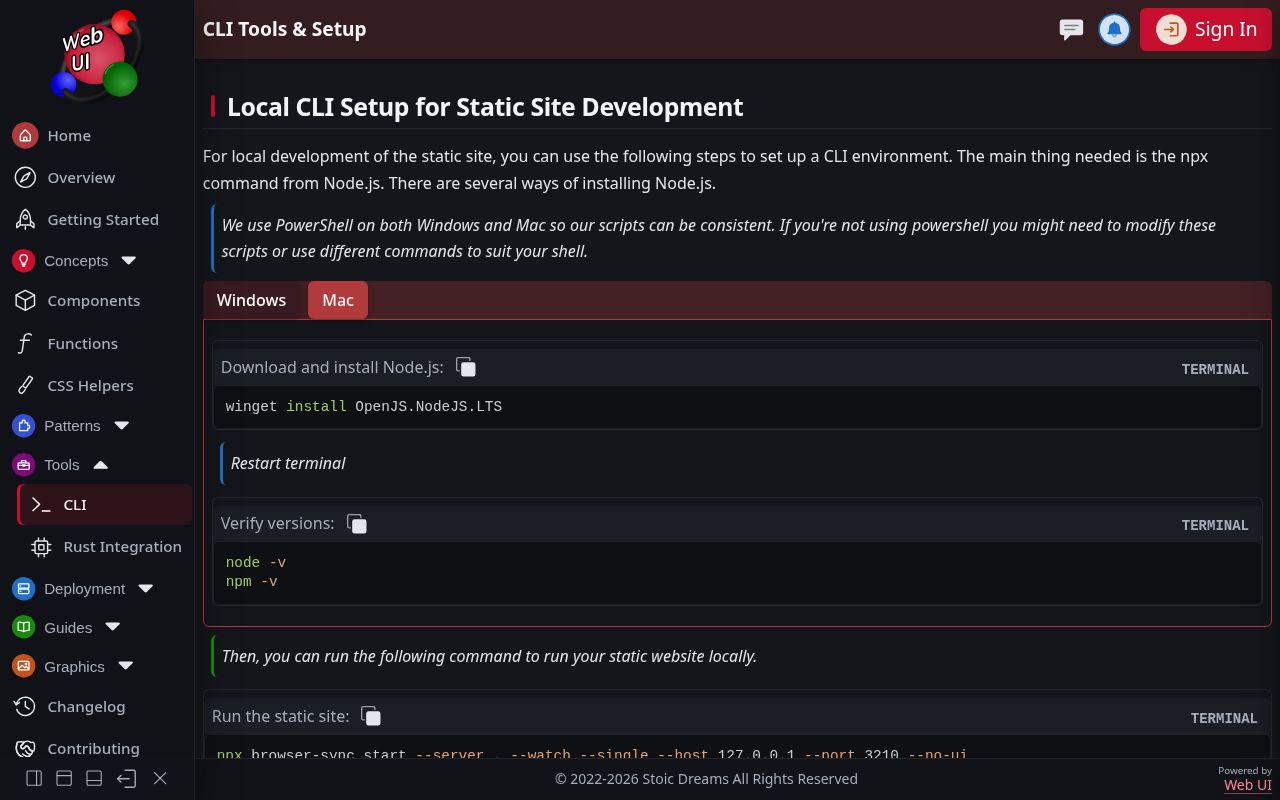 Web
UI
CLI Tools & Setup
Sign In
Home
Overview
Getting Started
Concepts
Components
Functions
CSS Helpers
Patterns
Tools
CLI
Rust Integration
Deployment
Guides
Graphics
Changelog
Contributing
Local CLI Setup for Static Site Development
For local development of the static site, you can use the following steps to set up a CLI environment. The main thing needed is the npx
command from Node.js. There are several ways of installing Node.js.
We use PowerShell on both Windows and Mac so our scripts can be consistent. If you're not using powershell you might need to modify these
scripts or use different commands to suit your shell.
Windows Mac
Download and install Node.js: TERMINAL
winget install OpenJS.NodeJS.LTS
Restart terminal
Verify versions: TERMINAL
node -v
npm -v
Then, you can run the following command to run your static website locally.
Run the static site: TERMINAL
npx browser-sync start --server . --watch --single --host 127.0.0.1 --port 3210 --no-ui
© 2022-2026 Stoic Dreams All Rights Reserved
Powered by
Web UI